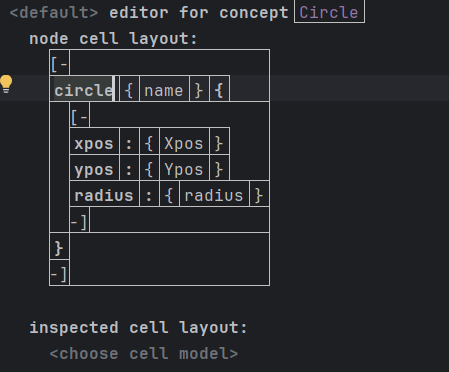 <default> editor for concept Circle
node cell layout:
[-
circle { name } {
[-
xpos : { Xpos }
ypos : { Ypos }
radius : { radius }
-]
}
-]
inspected cell layout:
<choose cell model>